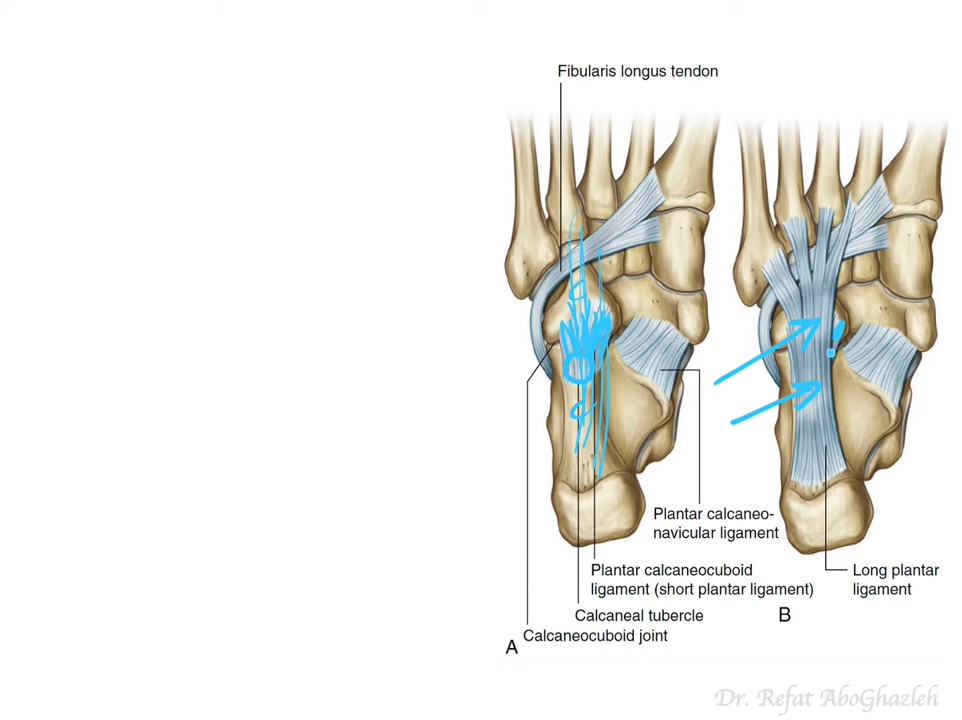 Fibularis longus tendon
Plantar calcaneo-
navicular ligament
Plantar calcaneocuboid
ligament (short plantar ligament)
Long plantar
ligament
Calcaneal tubercle
B
Calcaneocuboid joint
A
Dr. Refat AboGhazleh